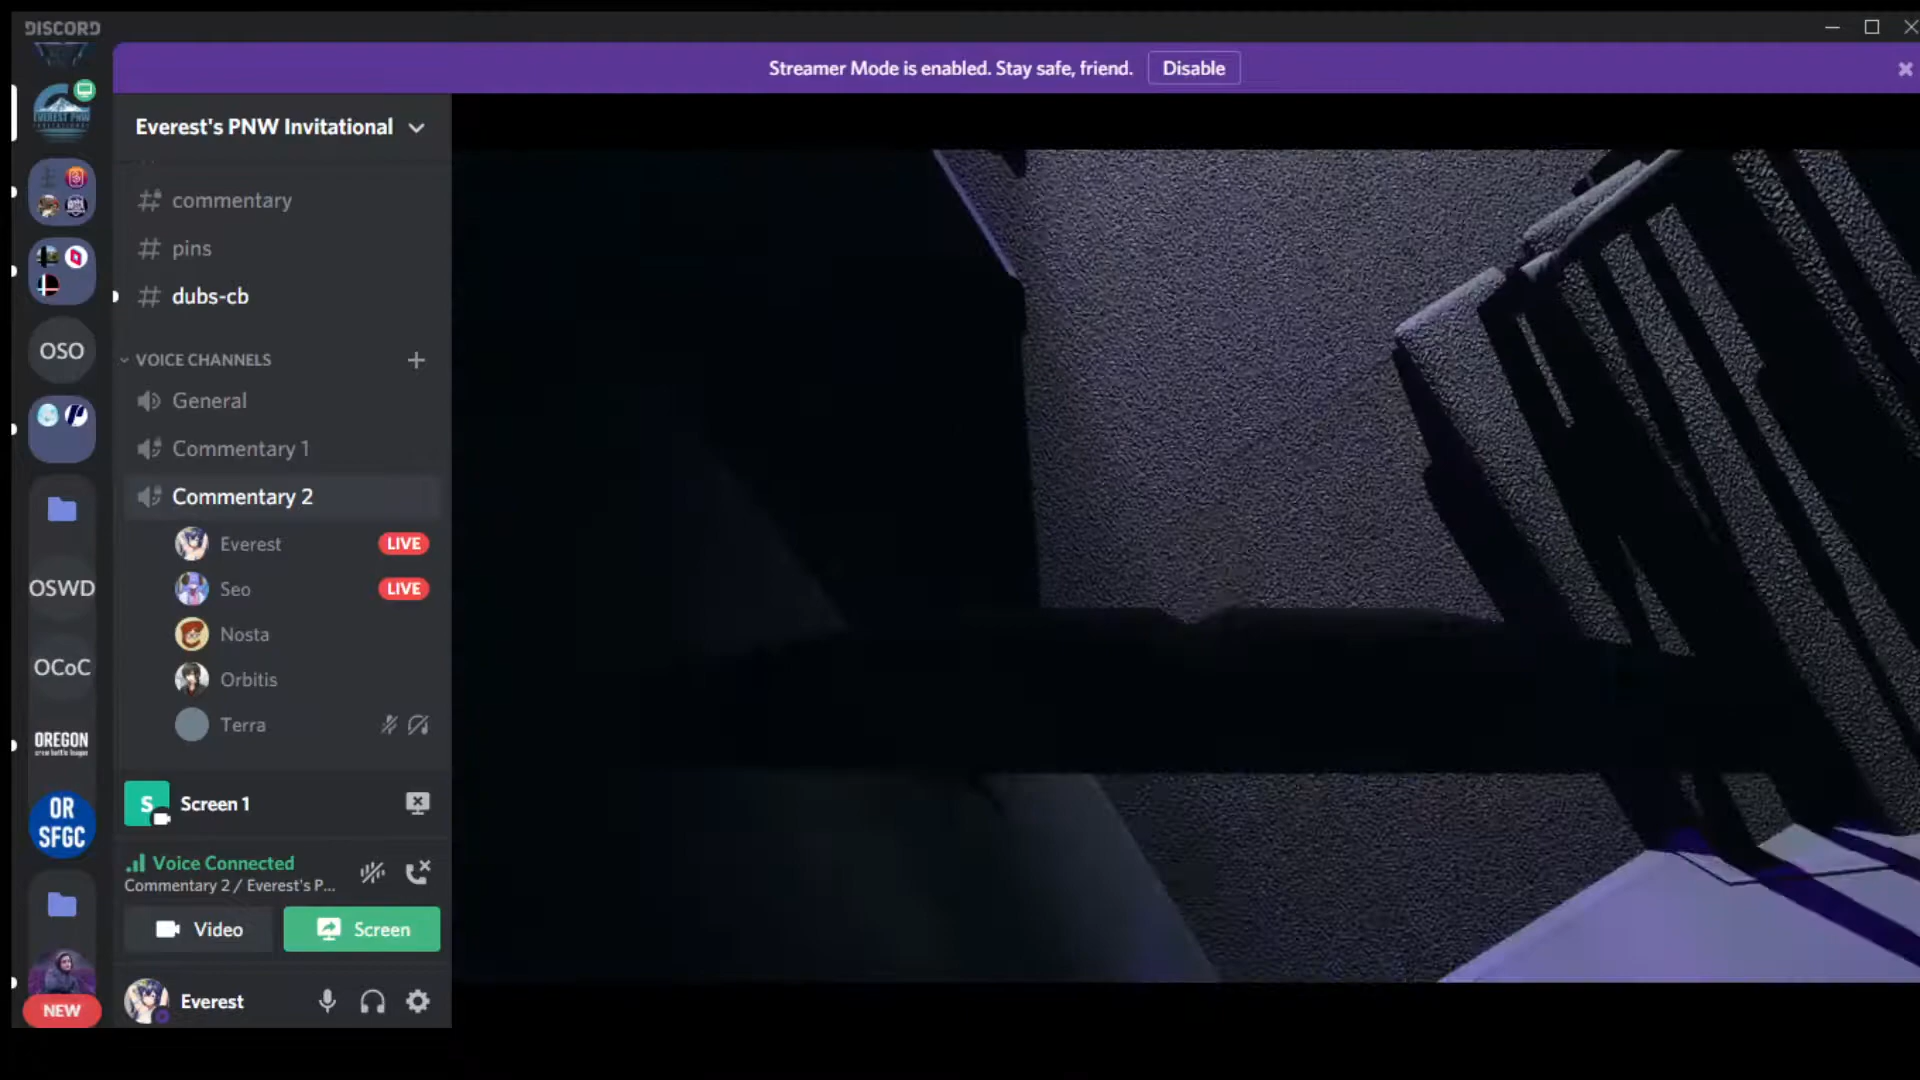 DISCORD
Streamer Mode is enabled. Stay safe, friend.
Disable
EVEREST PNW
Everest's PNW Invitational
commentary
pins
dubs-cb
VOICE CHANNELS
General
Commentary 1
Commentary 2
Everest
LIVE
Seo
LIVE
Nosta
Orbitis
Terra
S
Screen 1
Voice Connected
Commentary 2 / Everest's P...
Video
Screen
Everest
OSO
OSWD
OCoC
OREGON
OR
SFGC
NEW